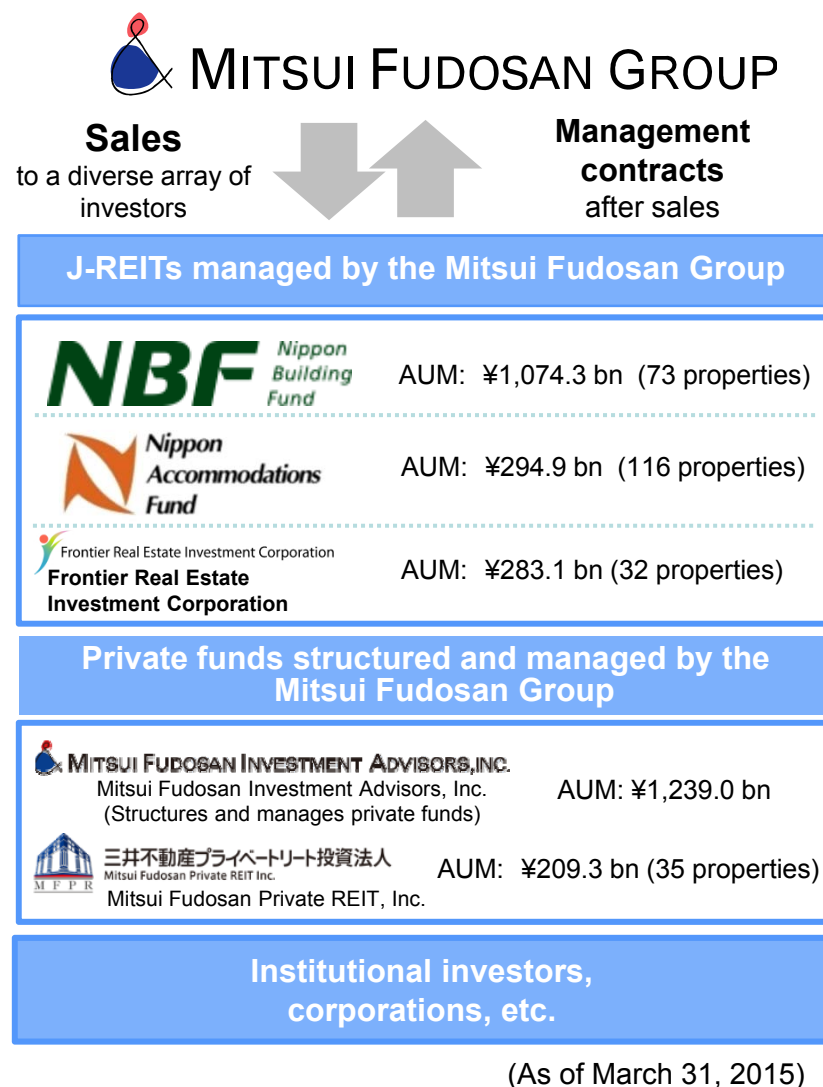 MITSUI FUDOSAN GROUP
Sales
to a diverse array of
investors
Management
contracts
after sales
J-REITs managed by the Mitsui Fudosan Group
NBF Nippon
Building
Fund
AUM: ¥1,074.3 bn (73 properties)
Nippon
Accommodations
Fund
AUM: ¥294.9 bn (116 properties)
Frontier Real Estate Investment Corporation
Frontier Real Estate
Investment Corporation
AUM: ¥283.1 bn (32 properties)
Private funds structured and managed by the
Mitsui Fudosan Group
MITSUI FUDOSAN INVESTMENT ADVISORS,INC.
Mitsui Fudosan Investment Advisors, Inc.
(Structures and manages private funds)
AUM: ¥1,239.0 bn
MFPR
三井不動産プライベートリート投資法人
Mitsui Fudosan Private REIT Inc.
Mitsui Fudosan Private REIT, Inc.
AUM: ¥209.3 bn (35 properties)
Institutional investors,
corporations, etc.
(As of March 31, 2015)